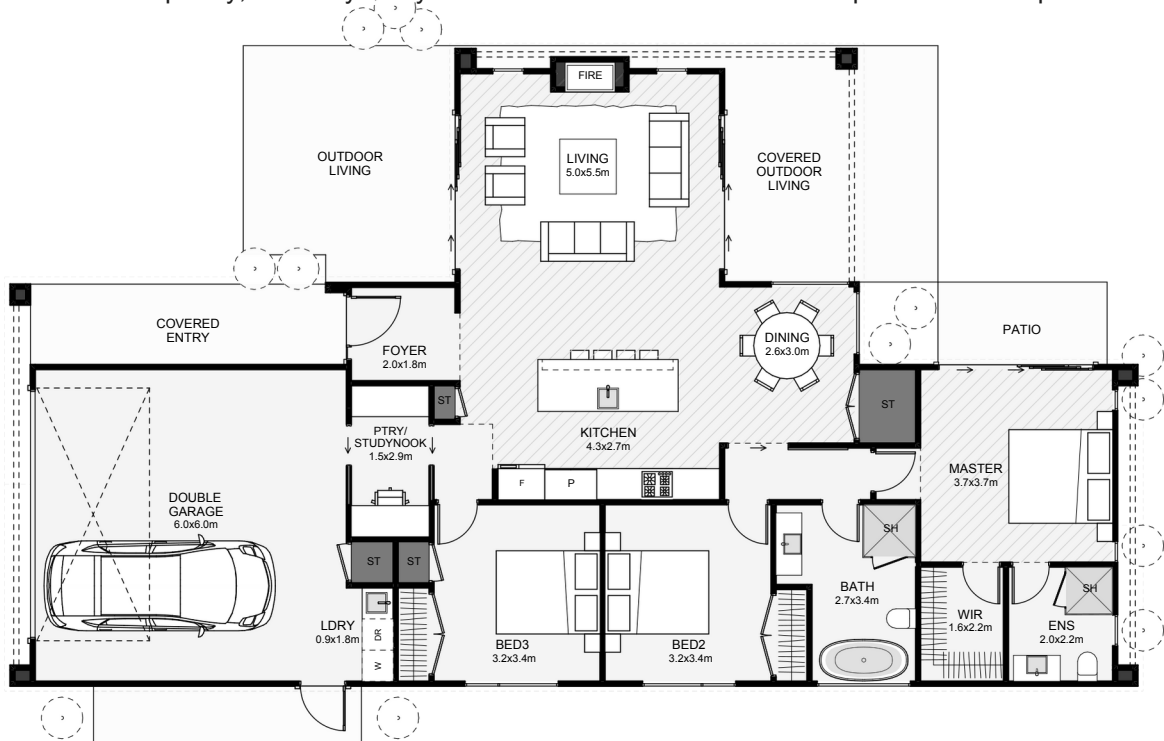 FIRE
LIVING
5.0x5.5m
OUTDOOR
LIVING
COVERED
OUTDOOR
LIVING
COVERED
ENTRY
FOYER
2.0x1.8m
DINING
2.6x3.0m
PATIO
ST
ST
PTRY/
STUDYNOOK
1.5x2.9m
KITCHEN
4.3x2.7m
F
P
MASTER
3.7x3.7m
DOUBLE
GARAGE
6.0x6.0m
SH
ST
ST
BATH
2.7x3.4m
SH
LDRY
0.9x1.8m
DR
W
BED3
3.2x3.4m
BED2
3.2x3.4m
WIR
1.6x2.2m
ENS
2.0x2.2m